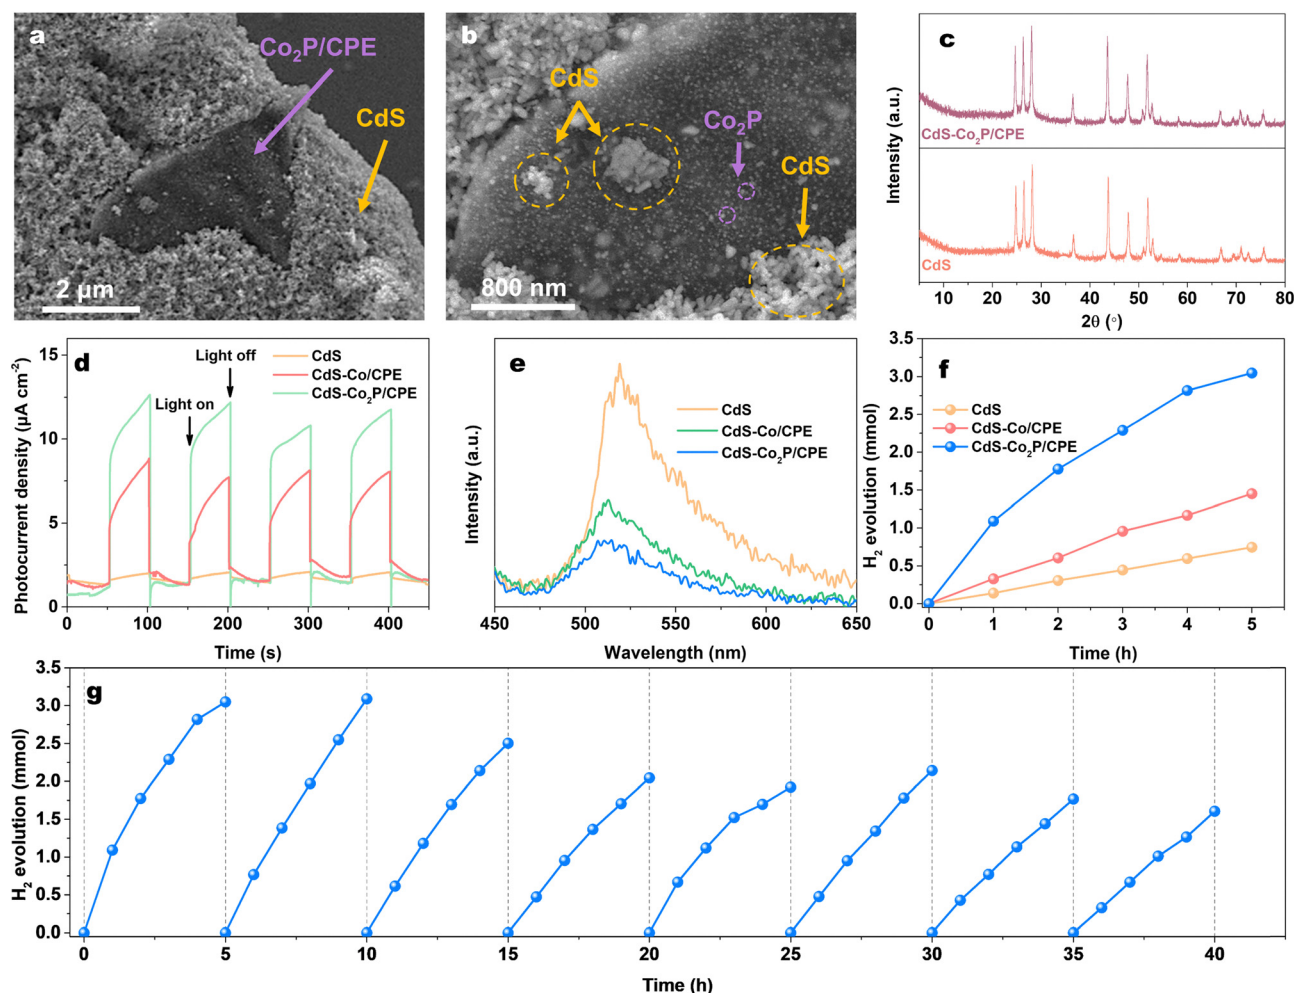 a
Co₂P/CPE
CdS
2 μm
b
CdS
Co₂P
CdS
800 nm
c
Intensity (a.u.)
CdS-Co₂P/CPE
CdS
10 20 30 40 50 60 70 80
2θ (°)
d
Photocurrent density (μA cm⁻²)
15
10
5
0
Light off
Light on
CdS
CdS-Co/CPE
CdS-Co₂P/CPE
0 100 200 300 400
Time (s)
e
Intensity (a.u.)
CdS
CdS-Co/CPE
CdS-Co₂P/CPE
450 475 500 525 550 575 600 625 650
Wavelength (nm)
f
H₂ evolution (mmol)
3.5
3.0
2.5
2.0
1.5
1.0
0.5
0.0
CdS
CdS-Co/CPE
CdS-Co₂P/CPE
0 1 2 3 4 5
Time (h)
g
H₂ evolution (mmol)
3.5
3.0
2.5
2.0
1.5
1.0
0.5
0.0
0 5 10 15 20 25 30 35 40
Time (h)